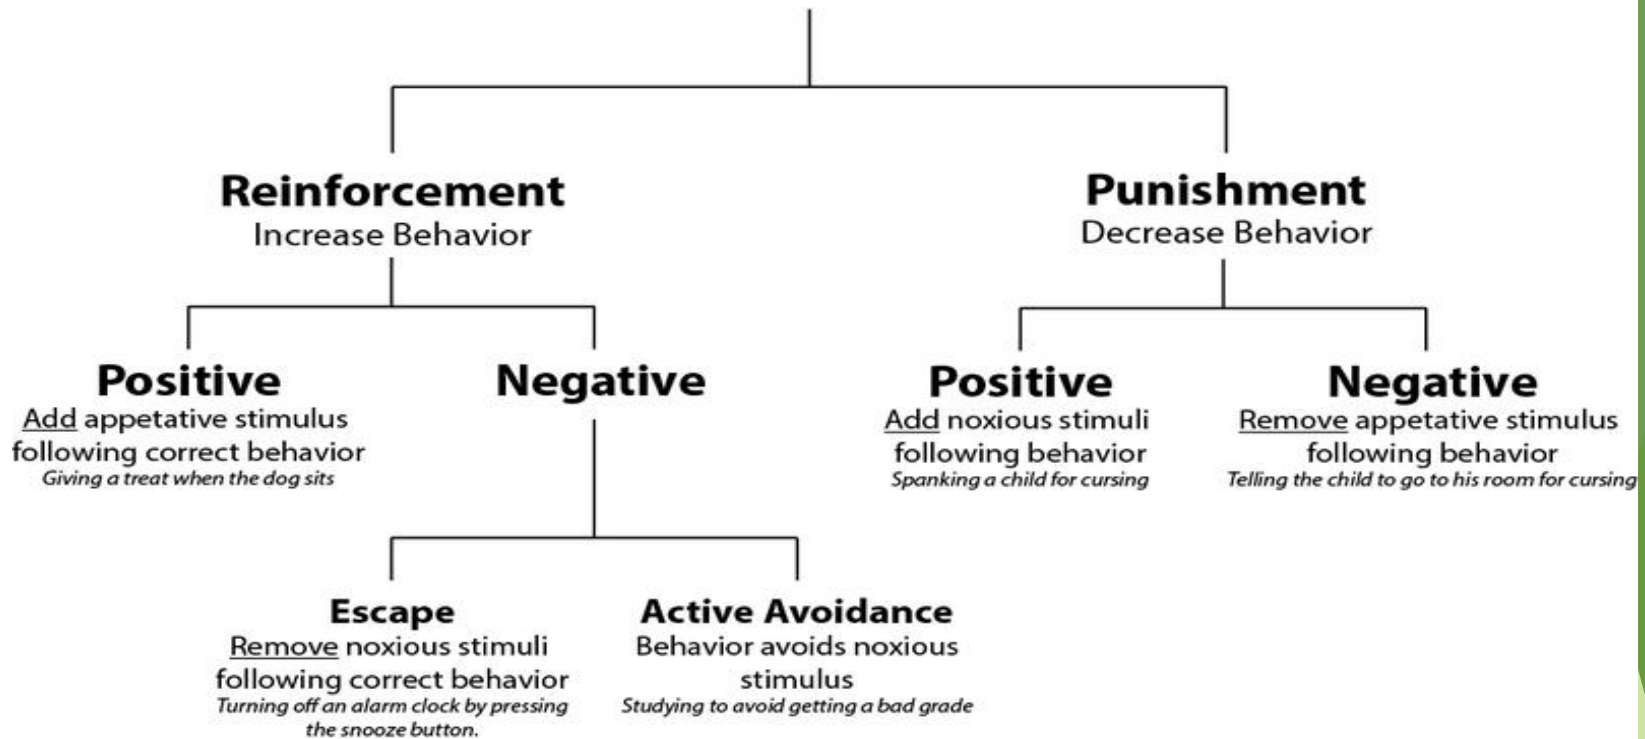 Reinforcement
Increase Behavior
Punishment
Decrease Behavior
Positive
Add appetative stimulus
following correct behavior
Giving a treat when the dog sits
Negative
Positive
Add noxious stimuli
following behavior
Spanking a child for cursing
Negative
Remove appetative stimulus
following behavior
Telling the child to go to his room for cursing
Escape
Remove noxious stimuli
following correct behavior
Turning off an alarm clock by pressing
the snooze button.
Active Avoidance
Behavior avoids noxious
stimulus
Studying to avoid getting a bad grade